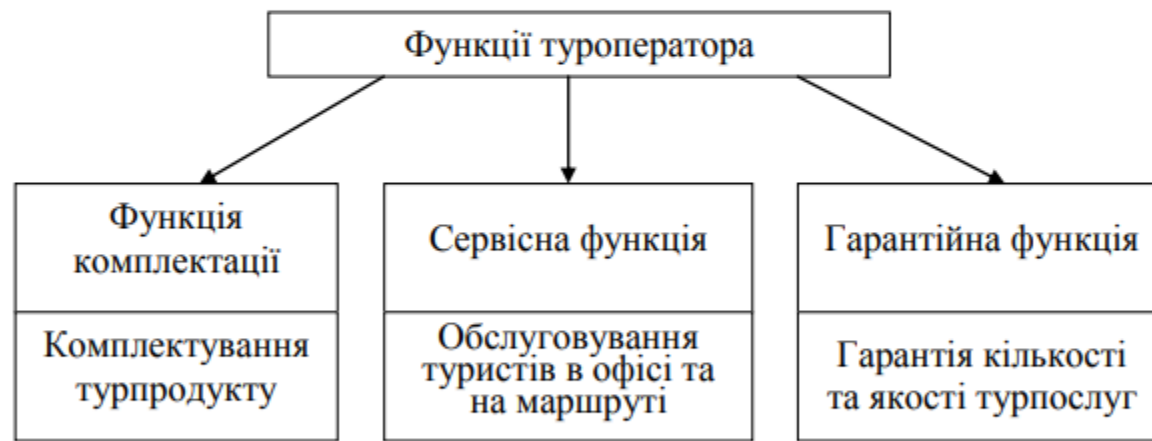 Функції туроператора
Функція
комплектації
Комплектування
турпродукту
Сервісна функція
Обслуговування
туристів в офісі та
на маршруті
Гарантійна функція
Гарантія кількості
та якості турпослуг